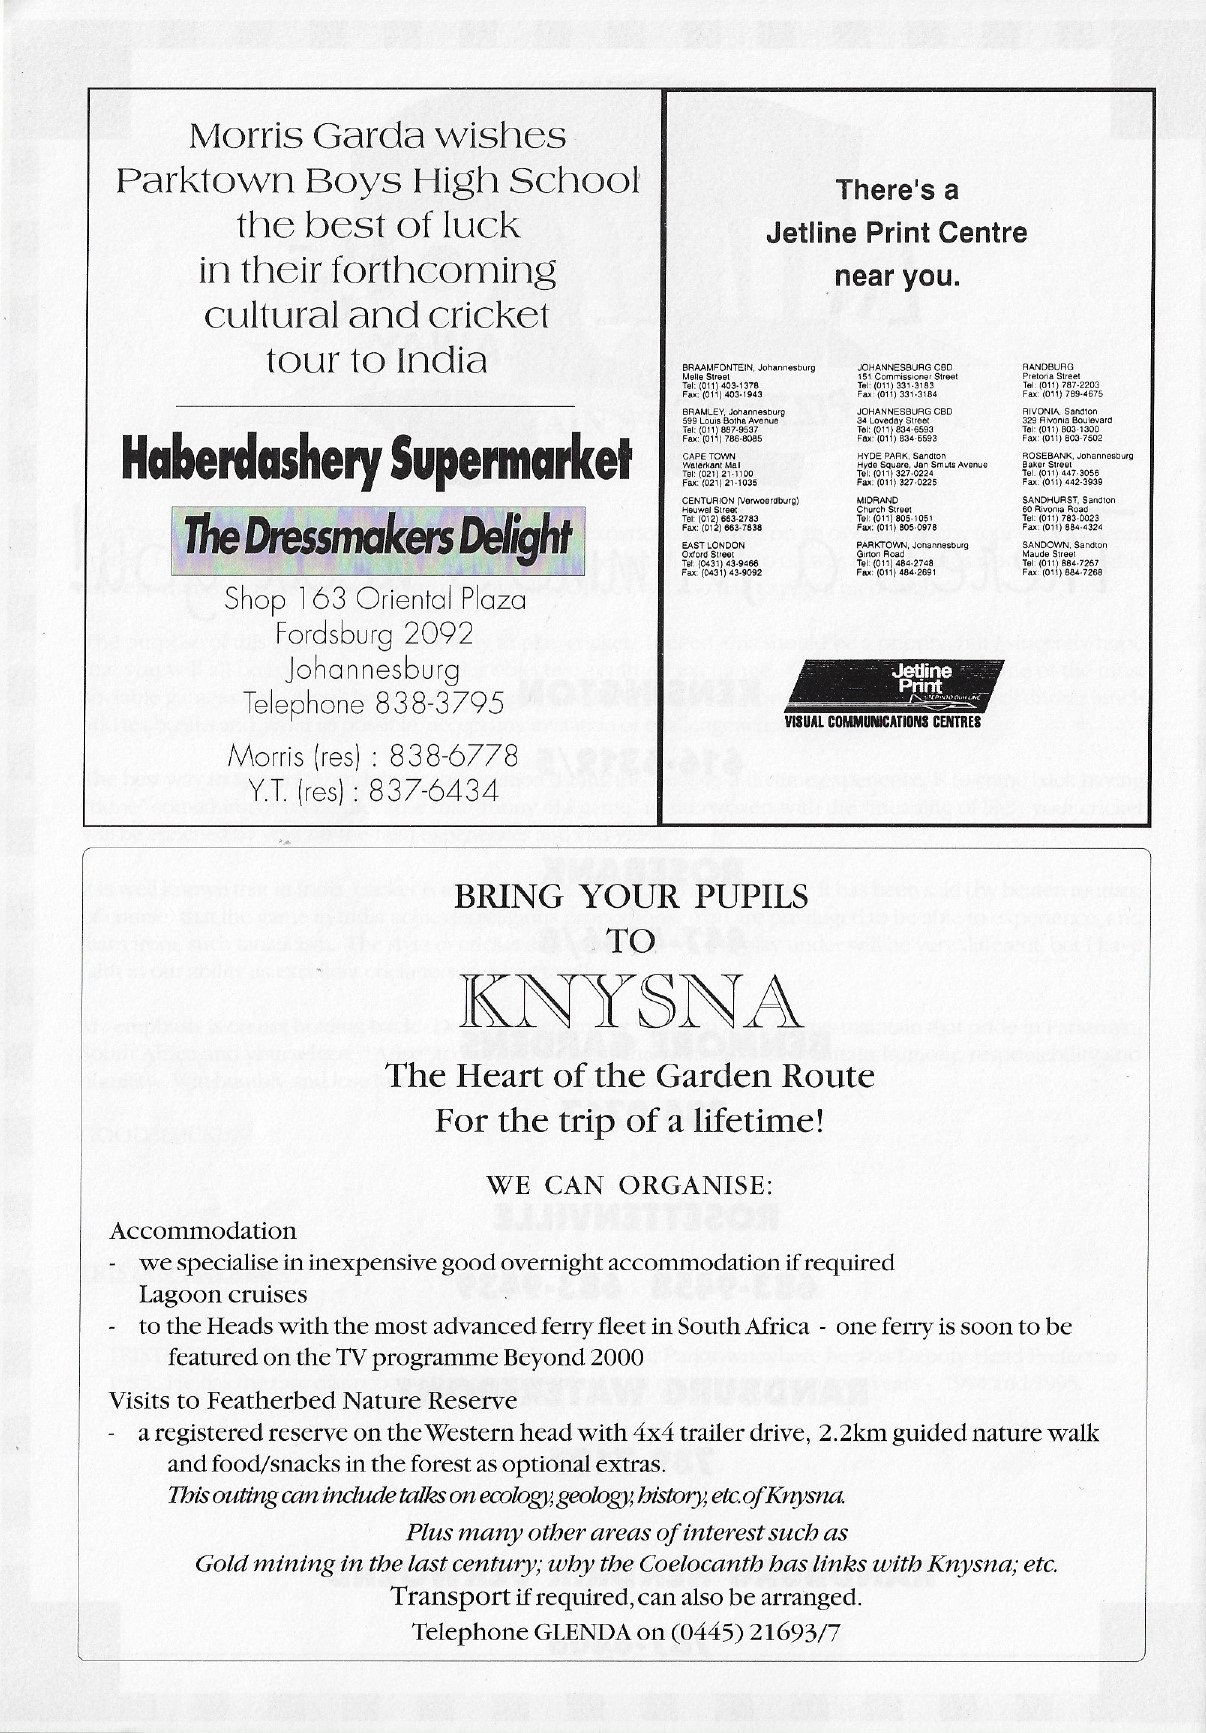 Morris Garda wishes
Parktown Boys High School
the best of luck
in their forthcoming
cultural and cricket
tour to India
Haberdashery Supermarket
The Dressmakers Delight
Shop 163 Oriental Plaza
Fordsburg 2092
Johannesburg
Telephone 838-3795
Morris (res) : 838-6778
Y.T. (res) : 837-6434
There's a
Jetline Print Centre
near you.
BRAAMFONTEIN, Johannesburg
Melle Street
Tel: (011) 403-1378
Fax: (011) 403-1943
BRAMLEY, Johannesburg
599 Louis Botha Avenue
Tel: (011) 887-9537
Fax: (011) 786-8085
CAPE TOWN
Waterkant Mall
Tel: (021) 21-1100
Fax: (021) 21-1035
CENTURION (Verwoerdburg)
Heuwel Street
Tel: (012) 663-2783
Fax: (012) 663-7838
EAST LONDON
Oxford Street
Tel: (0431) 43-9466
Fax: (0431) 43-9092
JOHANNESBURG CBD
151 Commissioner Street
Tel: (011) 331-3183
Fax: (011) 331-3184
JOHANNESBURG CBD
34 Loveday Street
Tel: (011) 834-6593
Fax: (011) 834-6593
HYDE PARK, Sandton
Hyde Square, Jan Smuts Avenue
Tel: (011) 327-0224
Fax: (011) 327-0225
MIDRAND
Church Street
Tel: (011) 805-1051
Fax: (011) 805-0978
PARKTOWN, Johannesburg
Girton Road
Tel: (011) 484-2748
Fax: (011) 484-2691
RANDBURG
Pretoria Street
Tel: (011) 787-2203
Fax: (011) 789-4675
RIVONIA, Sandton
329 Rivonia Boulevard
Tel: (011) 803-1300
Fax: (011) 803-7502
ROSEBANK, Johannesburg
Baker Street
Tel: (011) 447-3056
Fax: (011) 442-3939
SANDHURST, Sandton
60 Rivonia Road
Tel: (011) 783-0023
Fax: (011) 884-4324
SANDOWN, Sandton
Maude Street
Tel: (011) 884-7267
Fax: (011) 884-7268
Jetline
Print
VISUAL COMMUNICATIONS CENTRES
BRING YOUR PUPILS
TO
KNYSNA
The Heart of the Garden Route
For the trip of a lifetime!
WE CAN ORGANISE:
Accommodation
- we specialise in inexpensive good overnight accommodation if required
Lagoon cruises
- to the Heads with the most advanced ferry fleet in South Africa - one ferry is soon to be
featured on the TV programme Beyond 2000
Visits to Featherbed Nature Reserve
- a registered reserve on the Western head with 4x4 trailer drive, 2.2km guided nature walk
and food/snacks in the forest as optional extras.
This outing can include talks on ecology, geology, history, etc. of Knysna.
Plus many other areas of interest such as
Gold mining in the last century; why the Coelocanth has links with Knysna; etc.
Transport if required, can also be arranged.
Telephone GLENDA on (0445) 21693/7